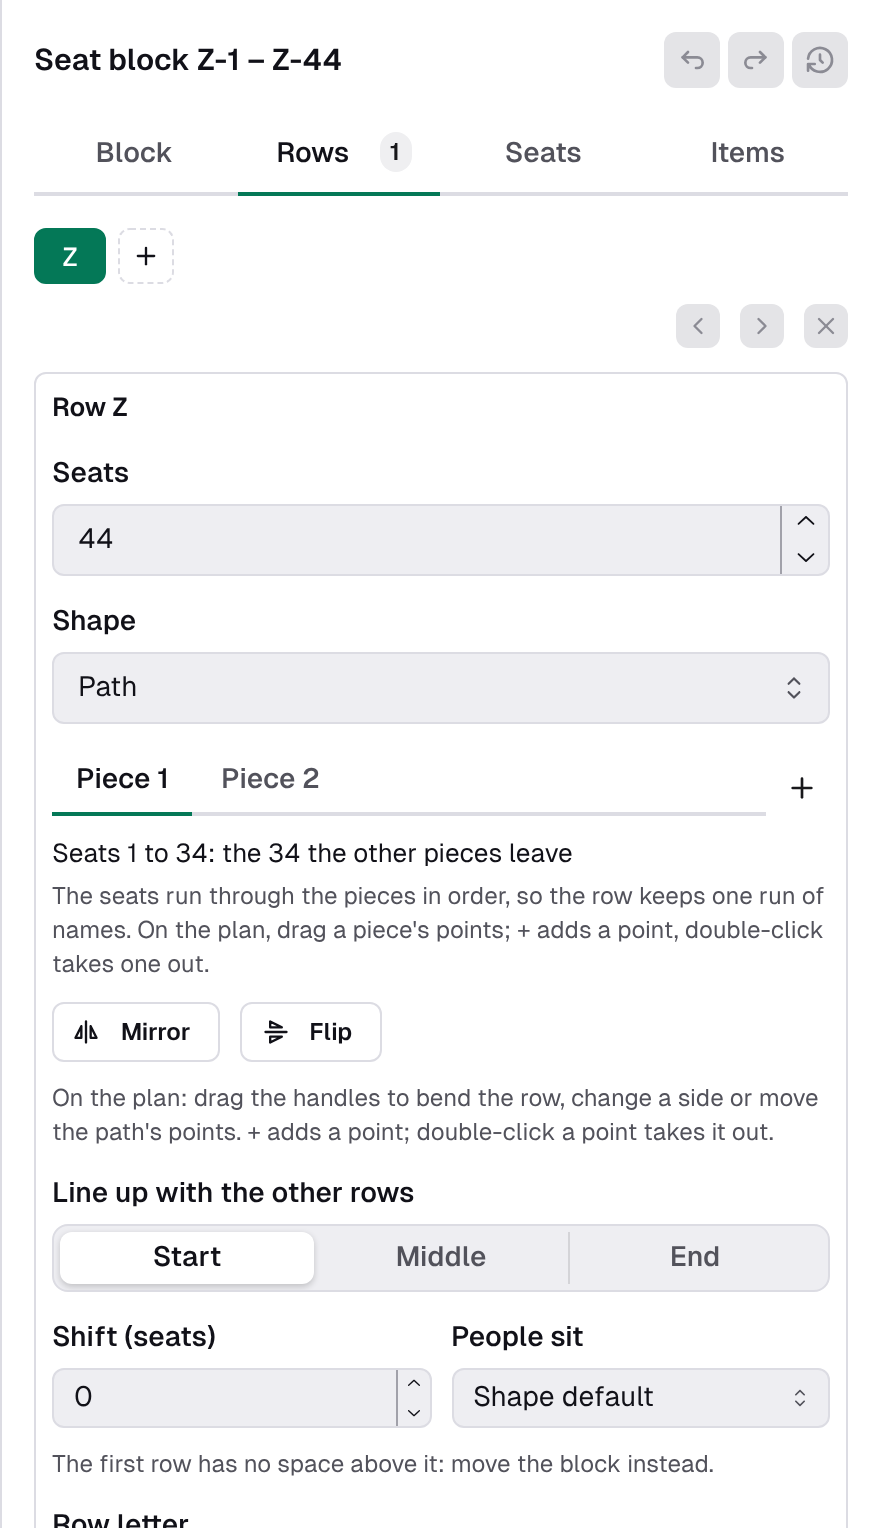 Seat block Z-1 – Z-44
Block
Rows 1
Seats
Items
Z
+
Row Z
Seats
44
Shape
Path
Piece 1
Piece 2
+
Seats 1 to 34: the 34 the other pieces leave
The seats run through the pieces in order, so the row keeps one run of
names. On the plan, drag a piece's points; + adds a point, double-click
takes one out.
Mirror
Flip
On the plan: drag the handles to bend the row, change a side or move
the path's points. + adds a point; double-click a point takes it out.
Line up with the other rows
Start
Middle
End
Shift (seats)
People sit
0
Shape default
The first row has no space above it: move the block instead.
Row letter